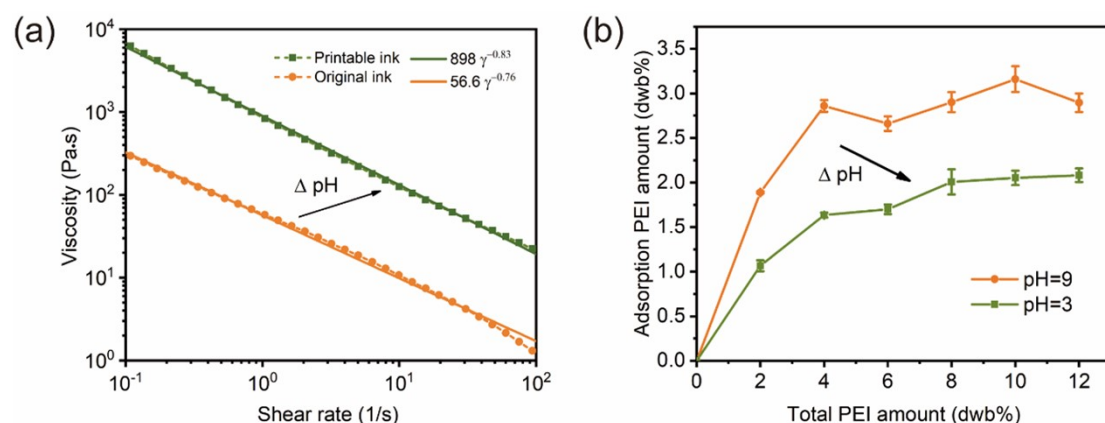 (a)
10⁴
10³
10²
10¹
10⁰
Viscosity (Pa·s)
Printable ink
Original ink
898 γ^−0.83
56.6 γ^−0.76
Δ pH
10⁻¹ 10⁰ 10¹ 10²
Shear rate (1/s)
(b)
3.5
3.0
2.5
2.0
1.5
1.0
0.5
0.0
Adsorption PEI amount (dwb%)
Δ pH
pH=9
pH=3
0 2 4 6 8 10 12
Total PEI amount (dwb%)